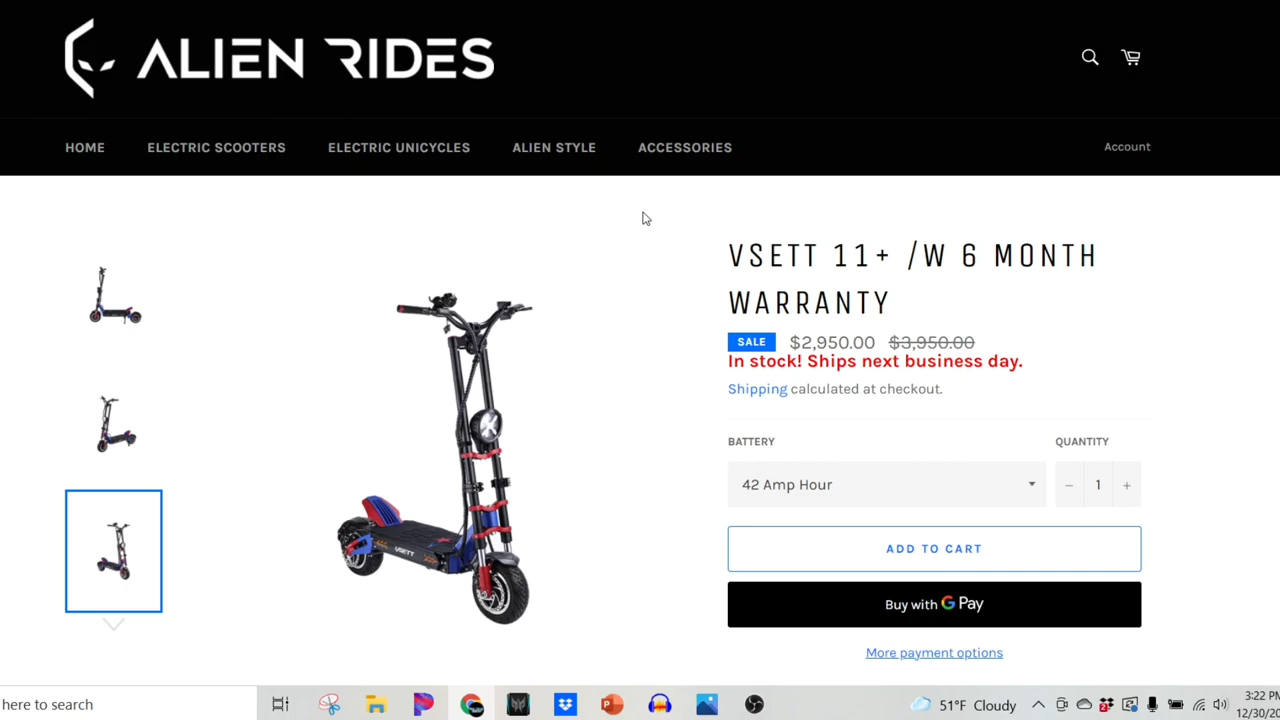 ALIEN RIDES
HOME ELECTRIC SCOOTERS ELECTRIC UNICYCLES ALIEN STYLE ACCESSORIES Account
VSETT 11+ /W 6 MONTH
WARRANTY
SALE $2,950.00 $3,950.00
In stock! Ships next business day.
Shipping calculated at checkout.
BATTERY QUANTITY
42 Amp Hour − 1 +
ADD TO CART
Buy with G Pay
More payment options
VSETT
here to search
51°F Cloudy
3:22 PM
12/30/20